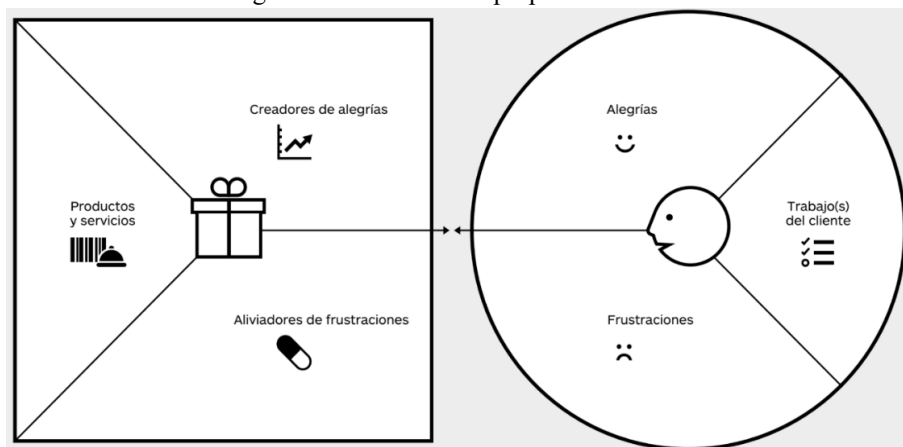 Creadores de alegrías
Productos
y servicios
Aliviadores de frustraciones
Alegrías
Trabajo(s)
del cliente
Frustraciones